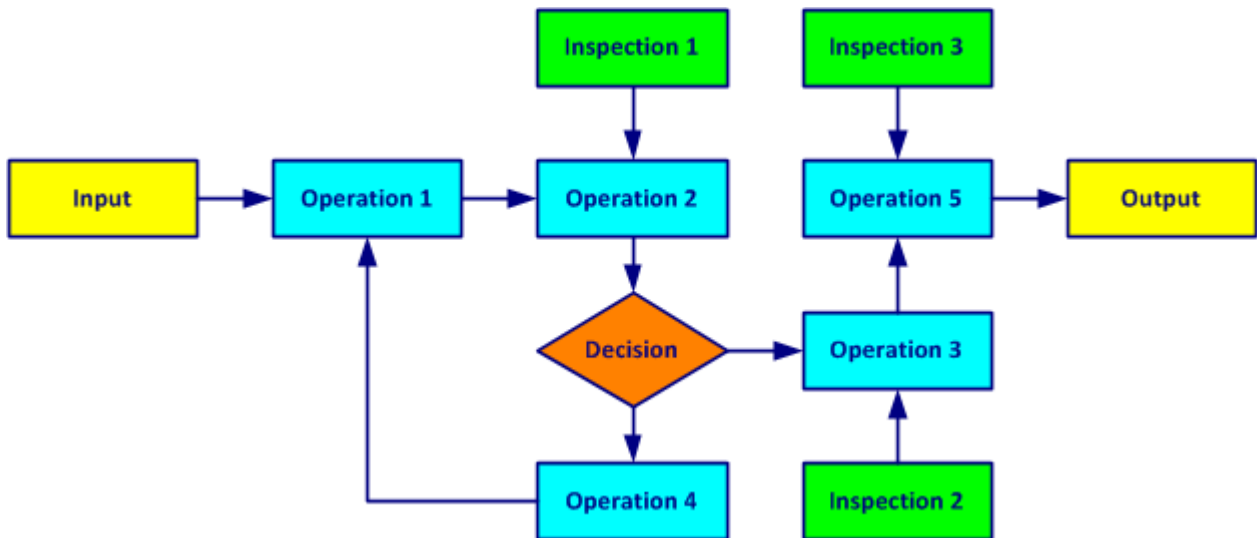 Inspection 1
Inspection 3
Input
Operation 1
Operation 2
Operation 5
Output
Decision
Operation 3
Operation 4
Inspection 2